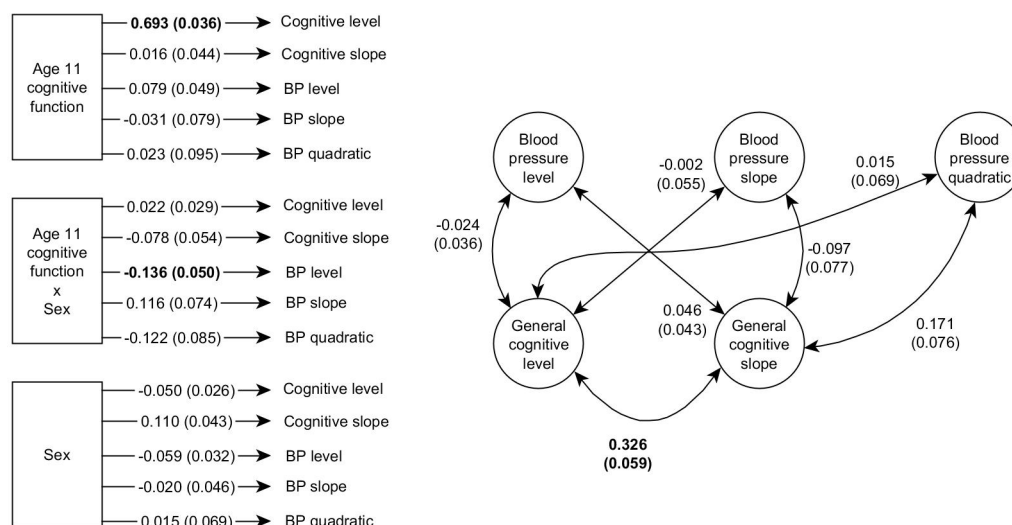 Age 11
cognitive
function
0.693 (0.036) Cognitive level
0.016 (0.044) Cognitive slope
0.079 (0.049) BP level
-0.031 (0.079) BP slope
0.023 (0.095) BP quadratic
Age 11
cognitive
function
x
Sex
0.022 (0.029) Cognitive level
-0.078 (0.054) Cognitive slope
-0.136 (0.050) BP level
0.116 (0.074) BP slope
-0.122 (0.085) BP quadratic
Sex
-0.050 (0.026) Cognitive level
0.110 (0.043) Cognitive slope
-0.059 (0.032) BP level
-0.020 (0.046) BP slope
0.015 (0.069) BP quadratic
Blood
pressure
level
Blood
pressure
slope
Blood
pressure
quadratic
-0.002
(0.055)
0.015
(0.069)
-0.024
(0.036)
-0.097
(0.077)
0.046
(0.043)
0.171
(0.076)
General
cognitive
level
General
cognitive
slope
0.326
(0.059)